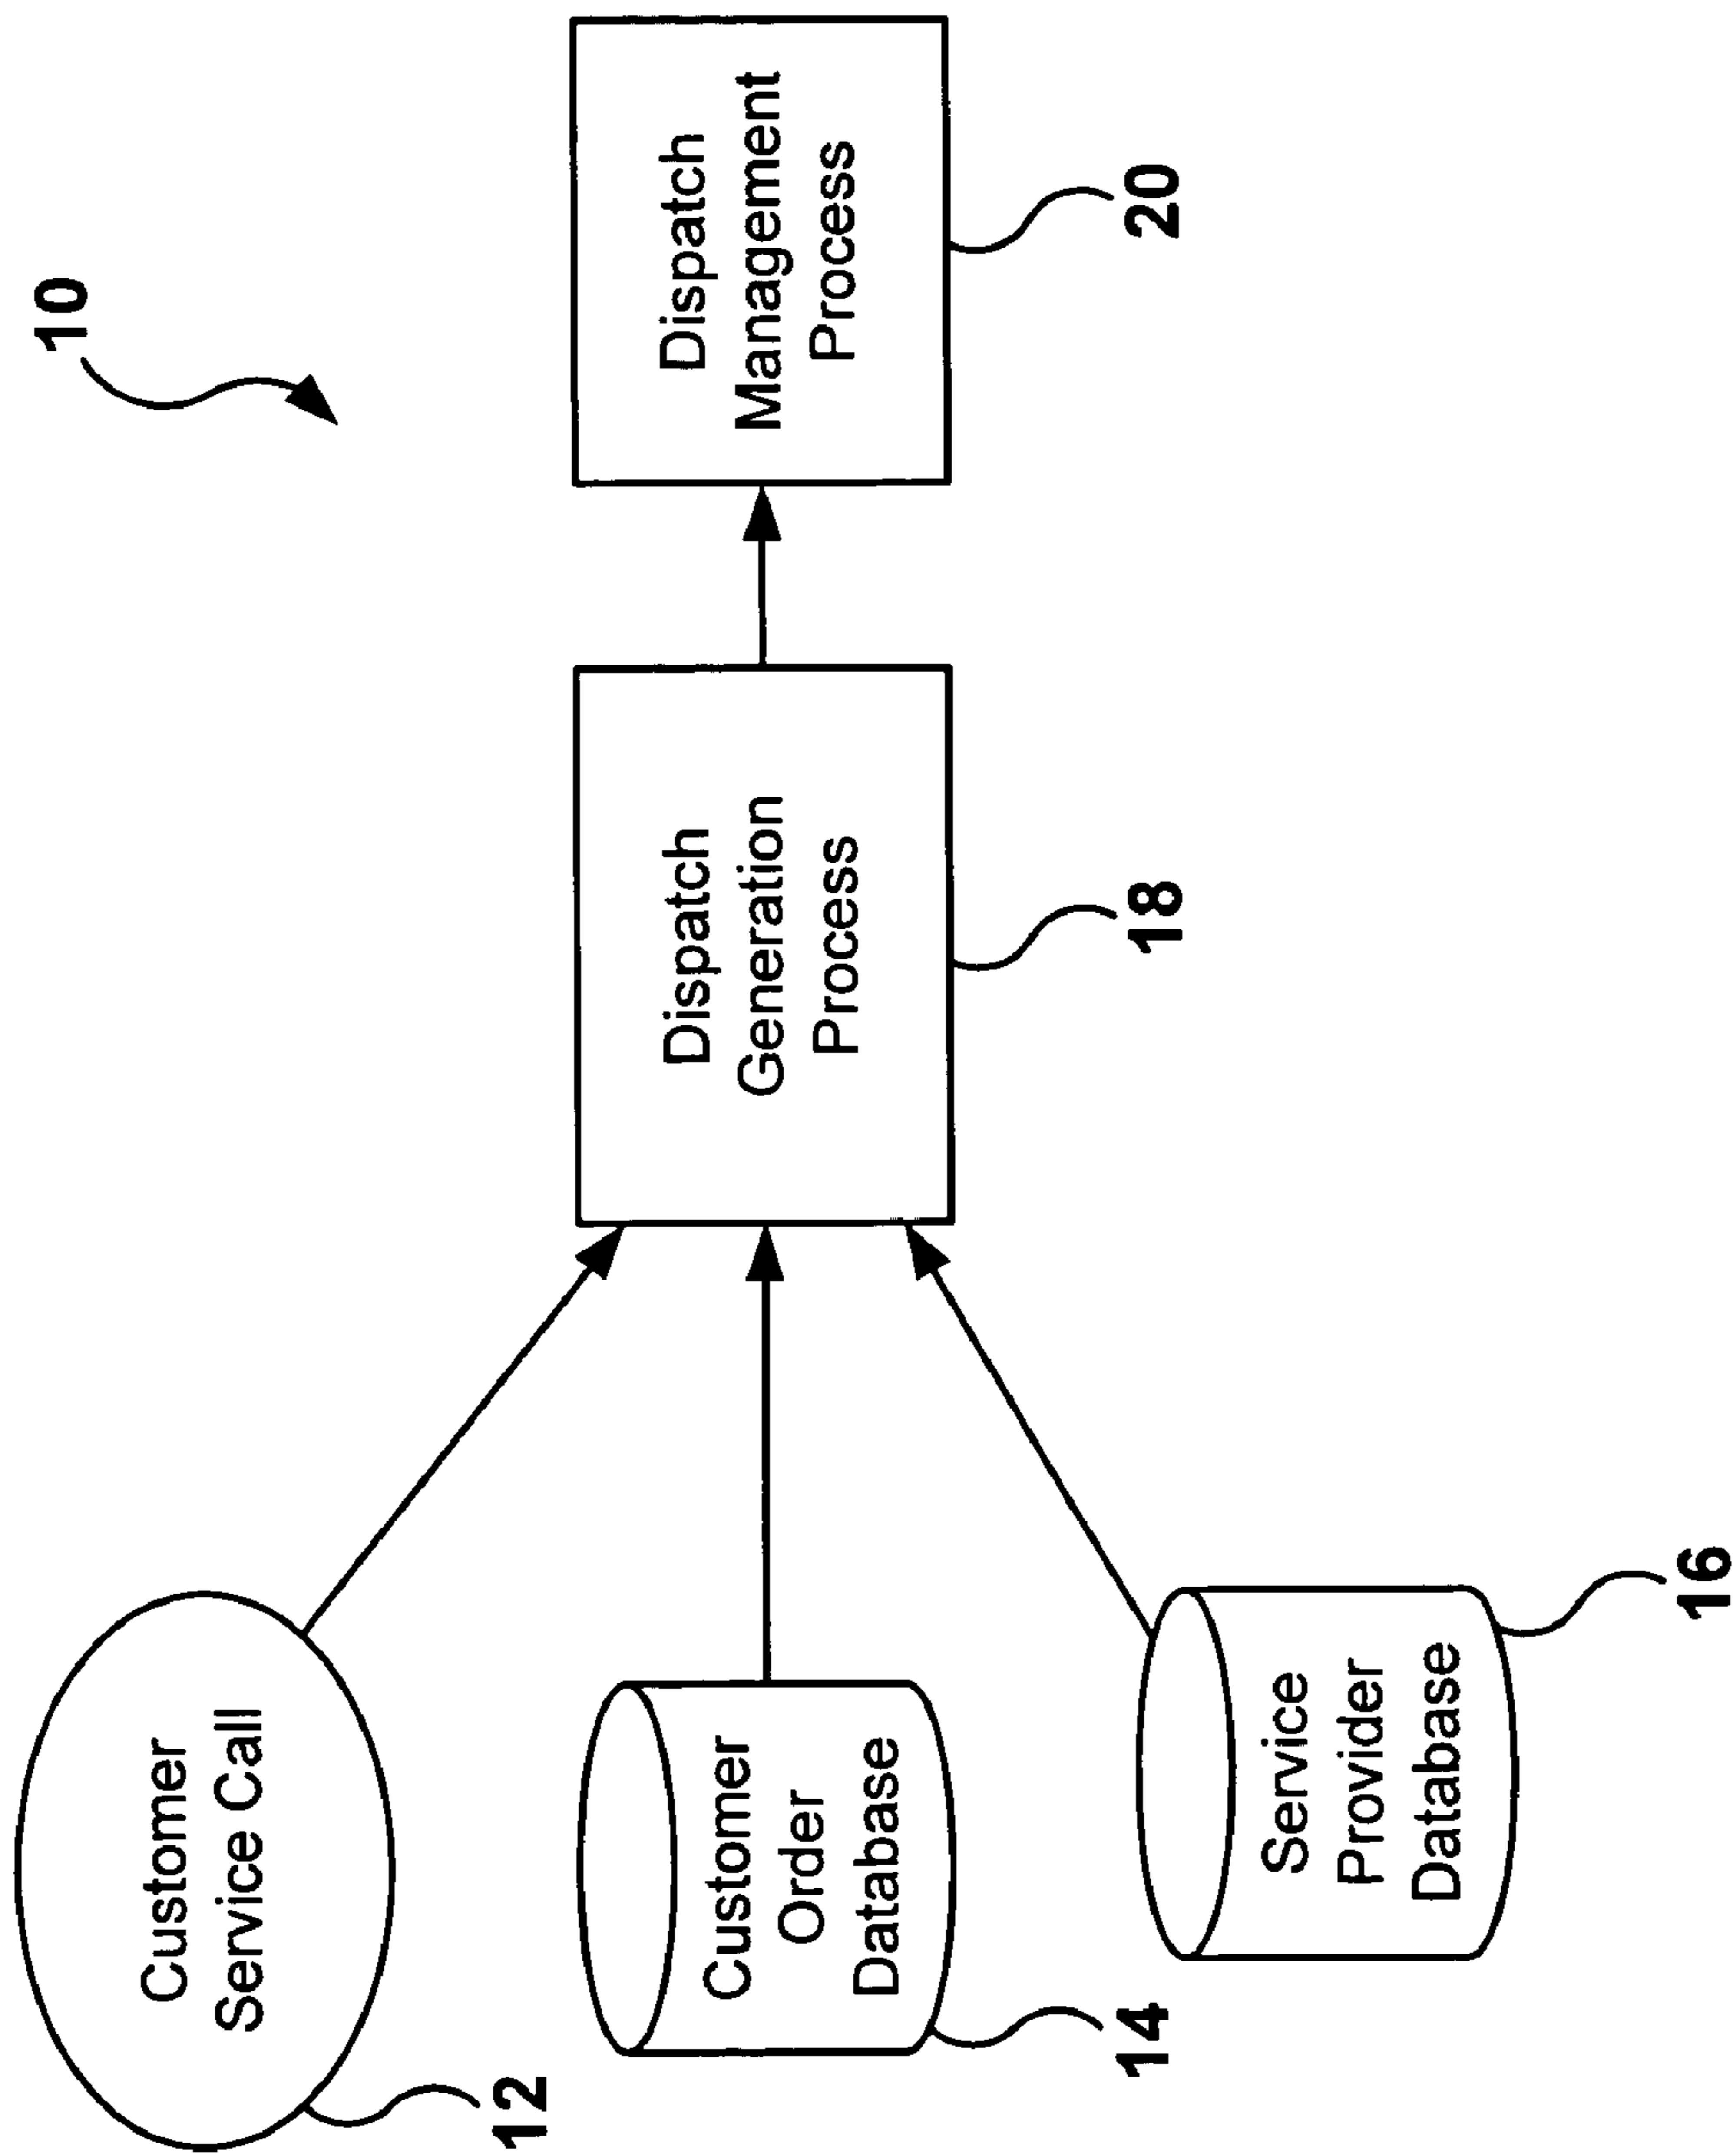 10
Customer
Service Call
12
Customer
Order
Database
14
Service
Provider
Database
16
Dispatch
Generation
Process
18
Dispatch
Management
Process
20